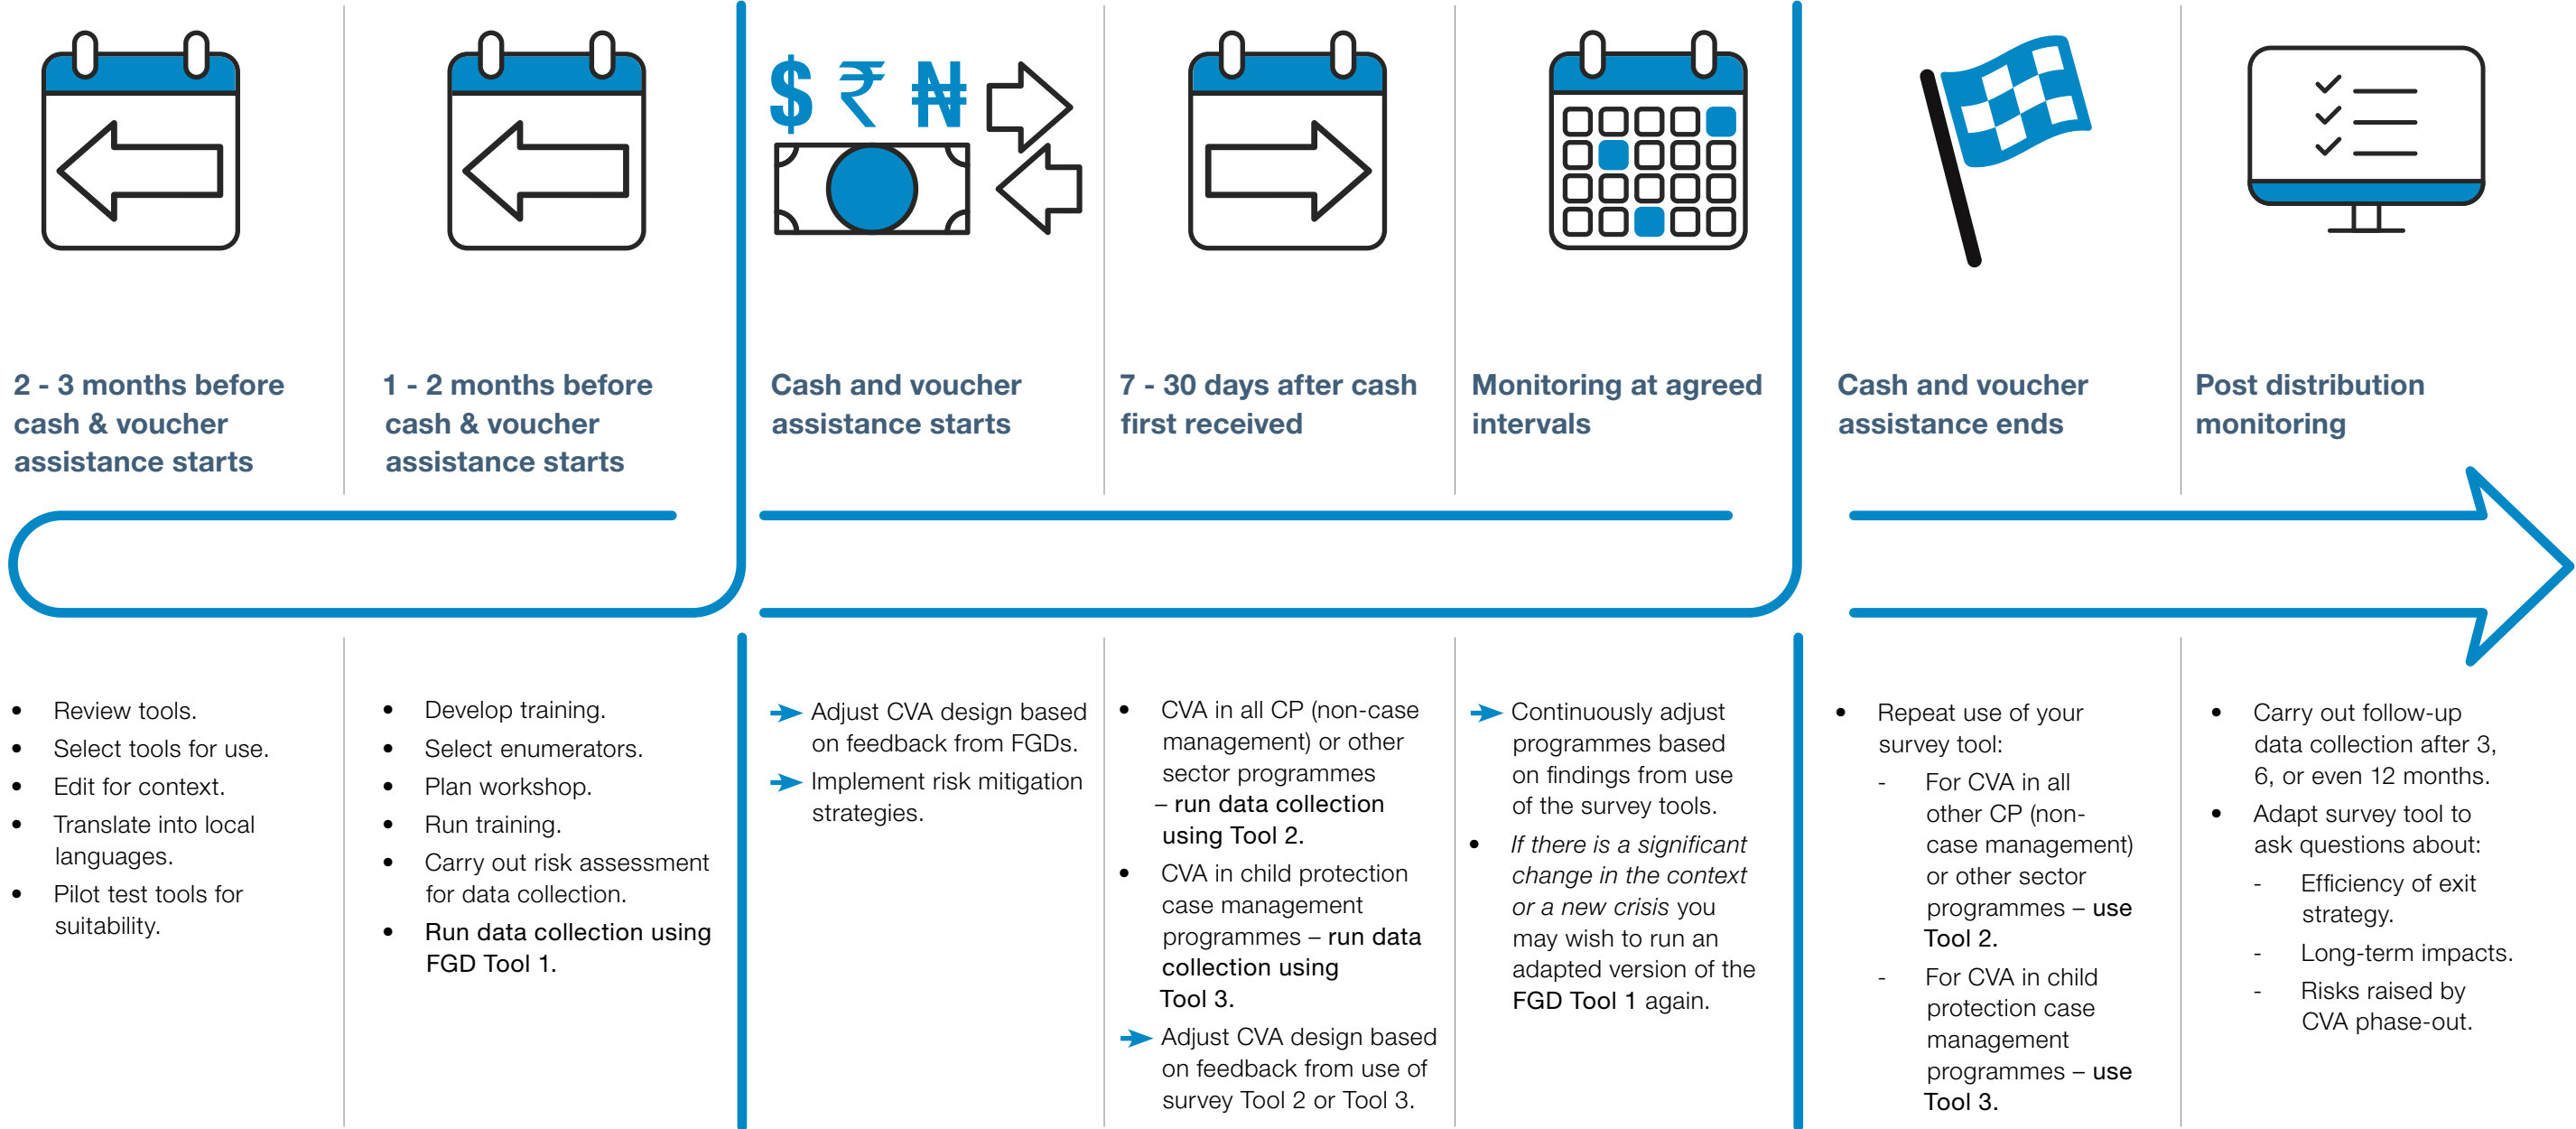 $ ₹ ₦
2 - 3 months before
cash & voucher
assistance starts
1 - 2 months before
cash & voucher
assistance starts
Cash and voucher
assistance starts
7 - 30 days after cash
first received
Monitoring at agreed
intervals
Cash and voucher
assistance ends
Post distribution
monitoring
• Review tools.
• Select tools for use.
• Edit for context.
• Translate into local
languages.
• Pilot test tools for
suitability.
• Develop training.
• Select enumerators.
• Plan workshop.
• Run training.
• Carry out risk assessment
for data collection.
• Run data collection using
FGD Tool 1.
Adjust CVA design based
on feedback from FGDs.
Implement risk mitigation
strategies.
• CVA in all CP (non-case
management) or other
sector programmes
– run data collection
using Tool 2.
• CVA in child protection
case management
programmes – run data
collection using
Tool 3.
Adjust CVA design based
on feedback from use of
survey Tool 2 or Tool 3.
Continuously adjust
programmes based
on findings from use
of the survey tools.
• If there is a significant
change in the context
or a new crisis you
may wish to run an
adapted version of the
FGD Tool 1 again.
• Repeat use of your
survey tool:
- For CVA in all
other CP (non-
case management)
or other sector
programmes – use
Tool 2.
- For CVA in child
protection case
management
programmes – use
Tool 3.
• Carry out follow-up
data collection after 3,
6, or even 12 months.
• Adapt survey tool to
ask questions about:
- Efficiency of exit
strategy.
- Long-term impacts.
- Risks raised by
CVA phase-out.